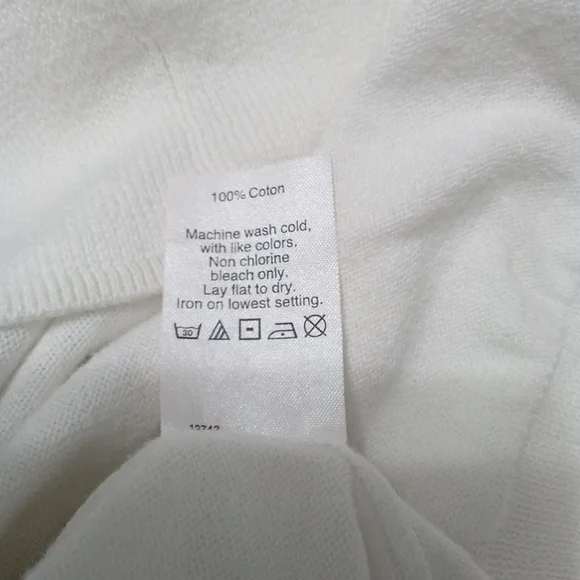 100% Coton
Machine wash cold,
with like colors.
Non chlorine
bleach only.
Lay flat to dry.
Iron on lowest setting.
30